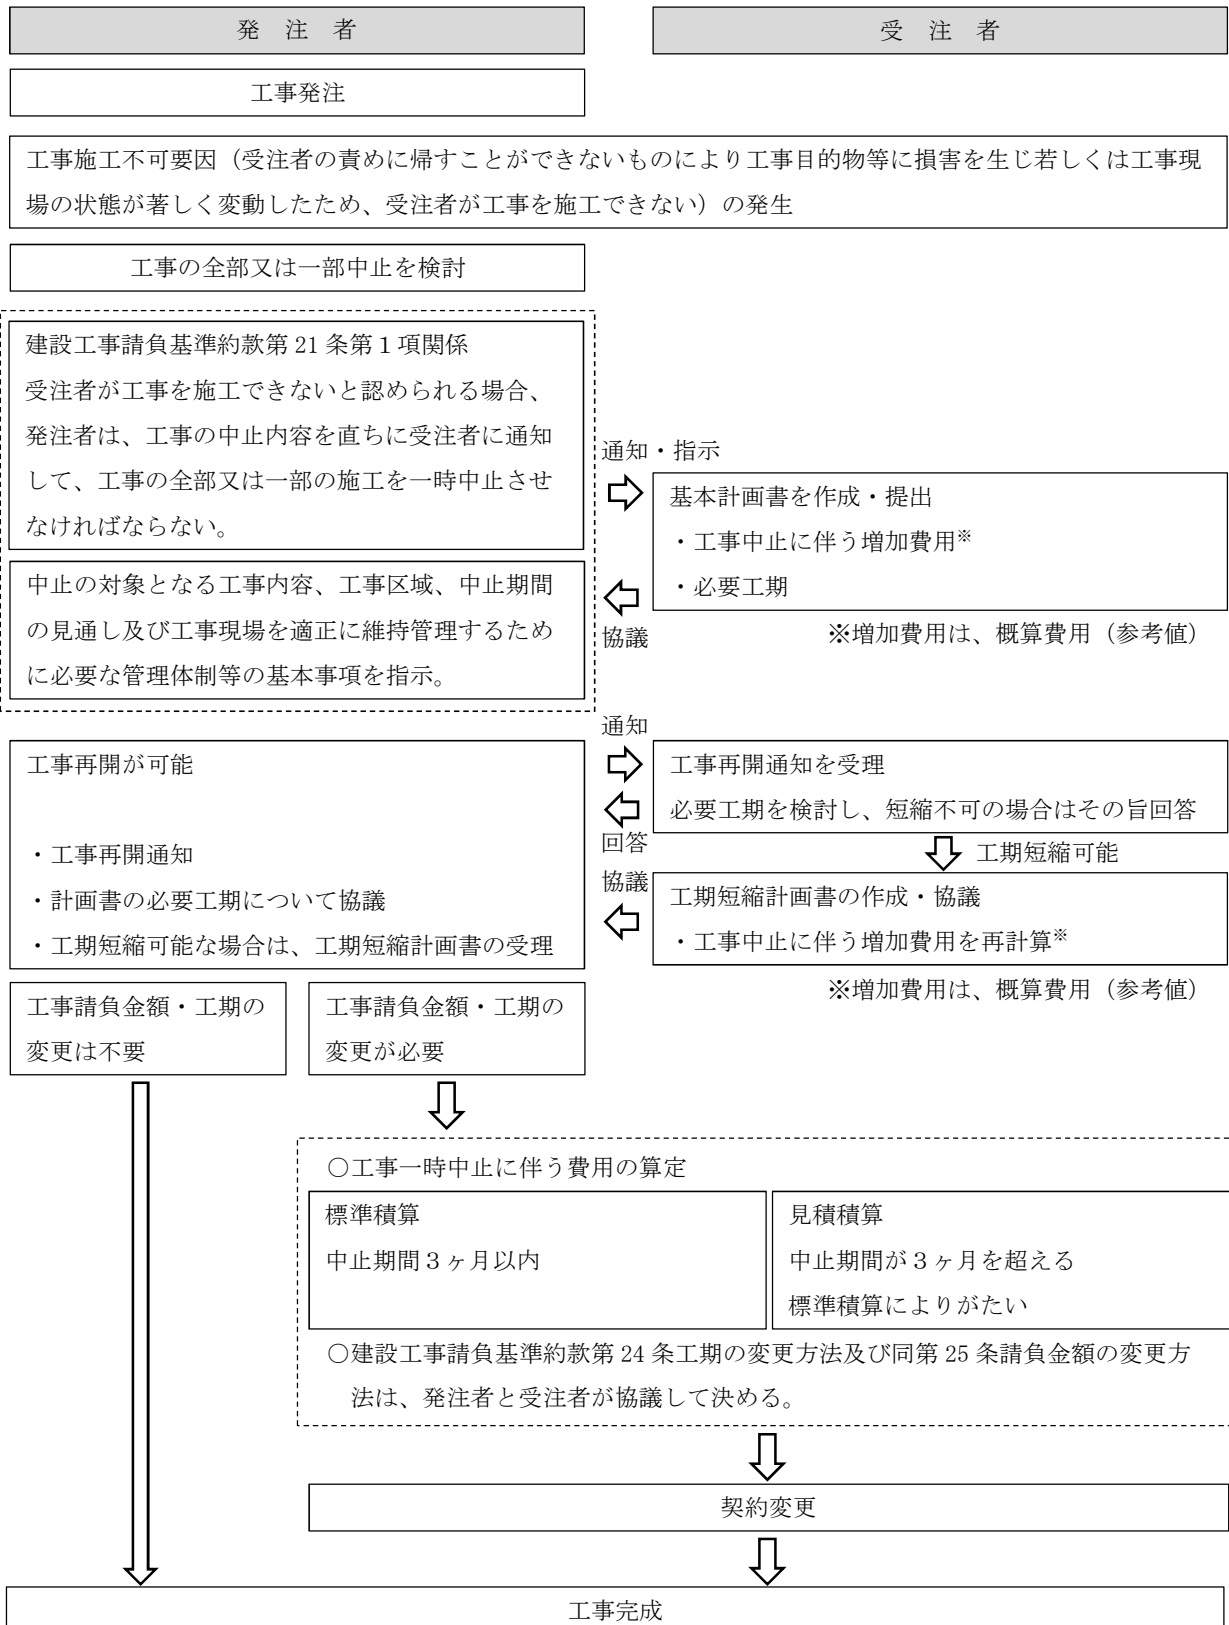 発 注 者
受 注 者
工事発注
工事施工不可要因（受注者の責めに帰すことができないものにより工事目的物等に損害を生じ若しくは工事現
場の状態が著しく変動したため、受注者が工事を施工できない）の発生
工事の全部又は一部中止を検討
建設工事請負基準約款第 21 条第１項関係
受注者が工事を施工できないと認められる場合、
発注者は、工事の中止内容を直ちに受注者に通知
して、工事の全部又は一部の施工を一時中止させ
なければならない。
中止の対象となる工事内容、工事区域、中止期間
の見通し及び工事現場を適正に維持管理するため
に必要な管理体制等の基本事項を指示。
通知・指示
基本計画書を作成・提出
・工事中止に伴う増加費用※
・必要工期
協議
※増加費用は、概算費用（参考値）
通知
工事再開が可能
・工事再開通知
・計画書の必要工期について協議
・工期短縮可能な場合は、工期短縮計画書の受理
工事再開通知を受理
必要工期を検討し、短縮不可の場合はその旨回答
回答
工期短縮可能
協議
工期短縮計画書の作成・協議
・工事中止に伴う増加費用を再計算※
※増加費用は、概算費用（参考値）
工事請負金額・工期の
変更は不要
工事請負金額・工期の
変更が必要
○工事一時中止に伴う費用の算定
標準積算
中止期間３ヶ月以内
見積積算
中止期間が３ヶ月を超える
標準積算によりがたい
○建設工事請負基準約款第 24 条工期の変更方法及び同第 25 条請負金額の変更方
法は、発注者と受注者が協議して決める。
契約変更
工事完成